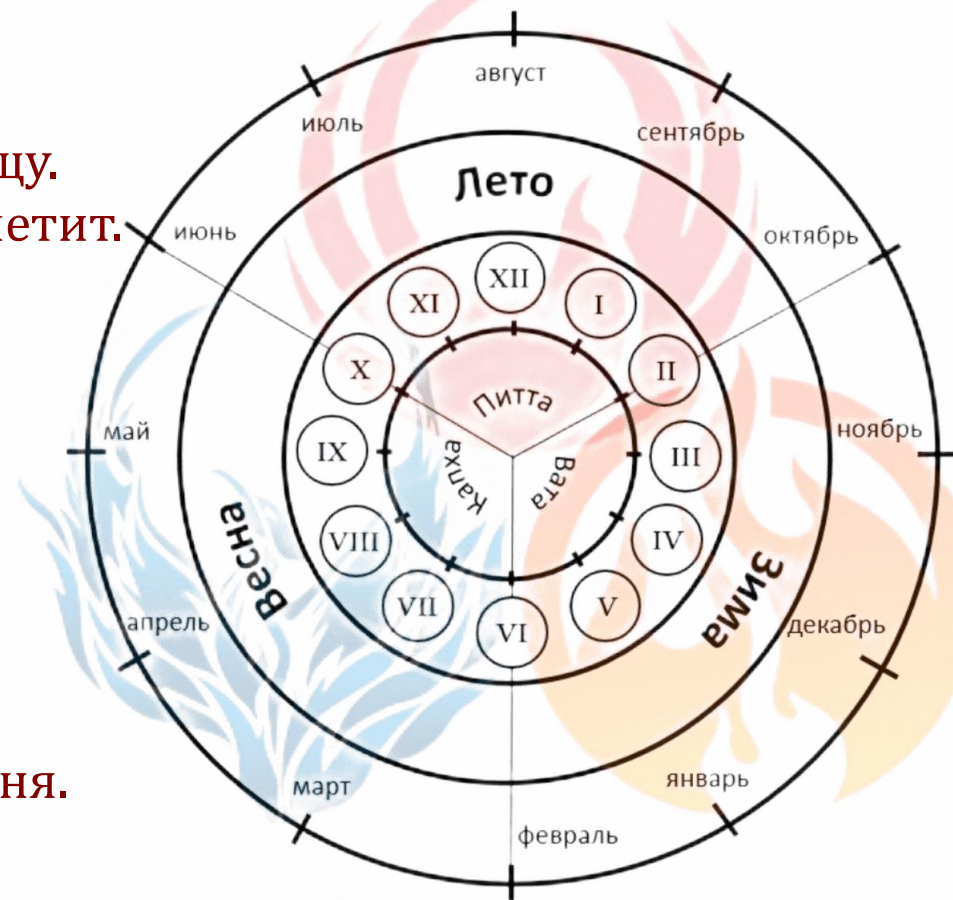 август
июль
сентябрь
щу.
Лето
етит.
июнь
октябрь
XII
XI
I
X
II
Питта
май
ноябрь
IX
III
Капха
Вата
Весна
VIII
IV
Зима
VII
V
VI
апрель
декабрь
март
январь
ня.
февраль